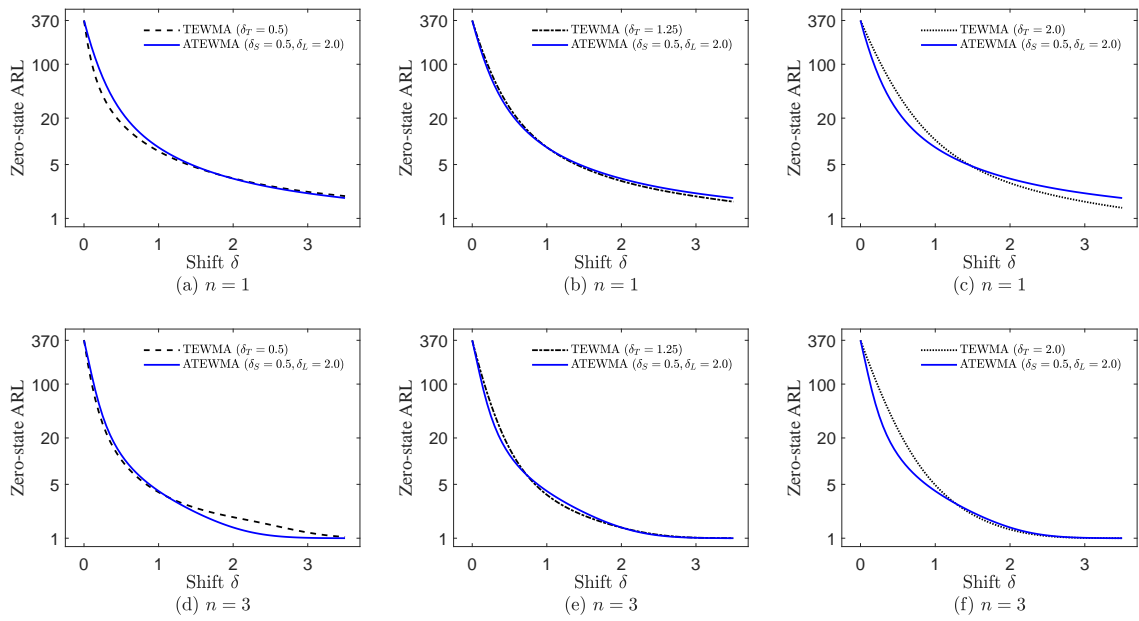 Zero-state ARL
370
100
20
5
1
TEWMA (δ_T = 0.5)
ATEWMA (δ_S = 0.5, δ_L = 2.0)
0 1 2 3
Shift δ
(a) n = 1
Zero-state ARL
370
100
20
5
1
TEWMA (δ_T = 1.25)
ATEWMA (δ_S = 0.5, δ_L = 2.0)
0 1 2 3
Shift δ
(b) n = 1
Zero-state ARL
370
100
20
5
1
TEWMA (δ_T = 2.0)
ATEWMA (δ_S = 0.5, δ_L = 2.0)
0 1 2 3
Shift δ
(c) n = 1
Zero-state ARL
370
100
20
5
1
TEWMA (δ_T = 0.5)
ATEWMA (δ_S = 0.5, δ_L = 2.0)
0 1 2 3
Shift δ
(d) n = 3
Zero-state ARL
370
100
20
5
1
TEWMA (δ_T = 1.25)
ATEWMA (δ_S = 0.5, δ_L = 2.0)
0 1 2 3
Shift δ
(e) n = 3
Zero-state ARL
370
100
20
5
1
TEWMA (δ_T = 2.0)
ATEWMA (δ_S = 0.5, δ_L = 2.0)
0 1 2 3
Shift δ
(f) n = 3